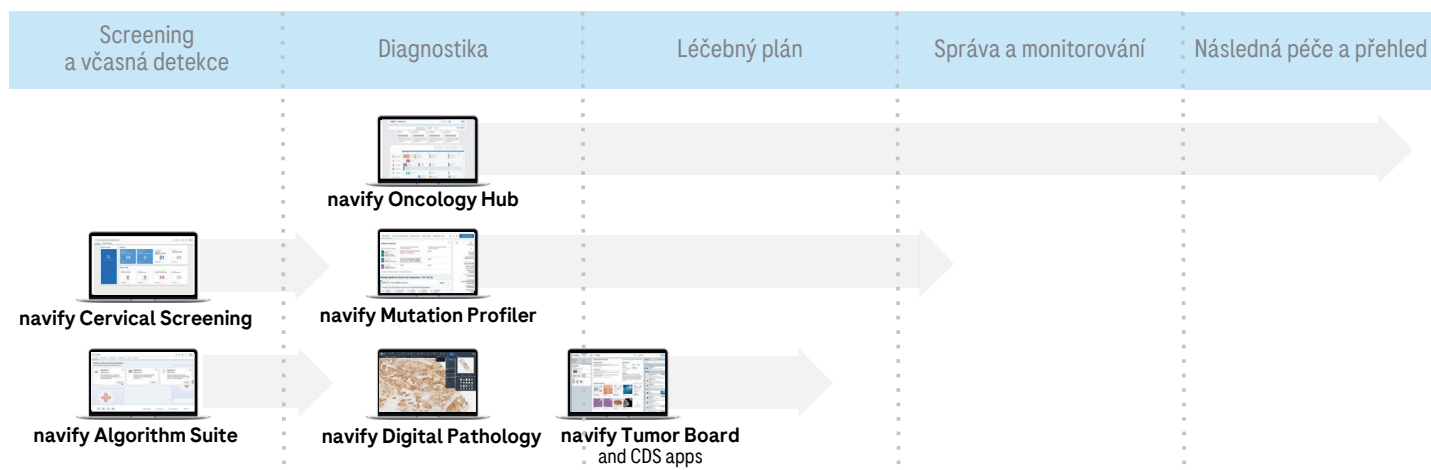 Screening
a včasná detekce
Diagnostika
Léčebný plán
Správa a monitorování
Následná péče a přehled
navify Oncology Hub
navify Cervical Screening
navify Mutation Profiler
navify Algorithm Suite
navify Digital Pathology
navify Tumor Board
and CDS apps